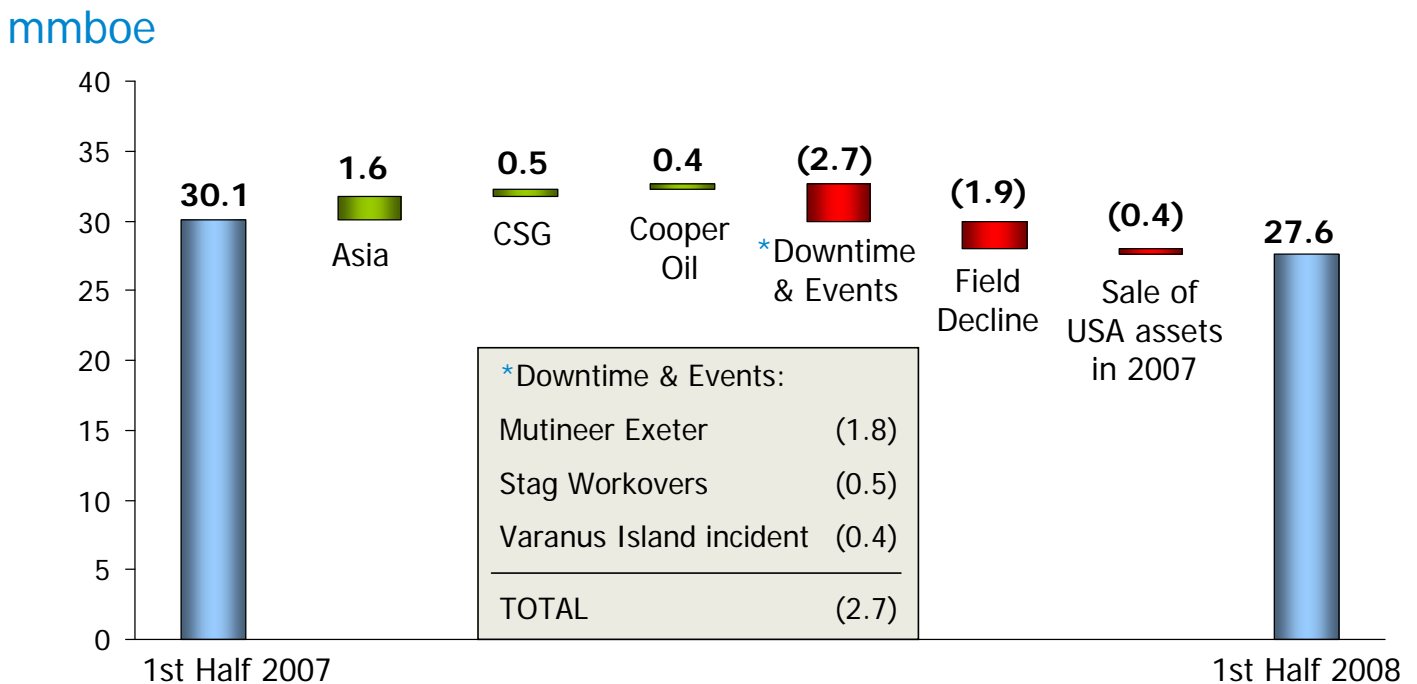 mmboe
40
35
30
25
20
15
10
5
0
30.1
1.6
Asia
0.5
CSG
0.4
Cooper
Oil
(2.7)
*Downtime
& Events
(1.9)
Field
Decline
(0.4)
Sale of
USA assets
in 2007
27.6
*Downtime & Events:
Mutineer Exeter (1.8)
Stag Workovers (0.5)
Varanus Island incident (0.4)
TOTAL (2.7)
1st Half 2007
1st Half 2008